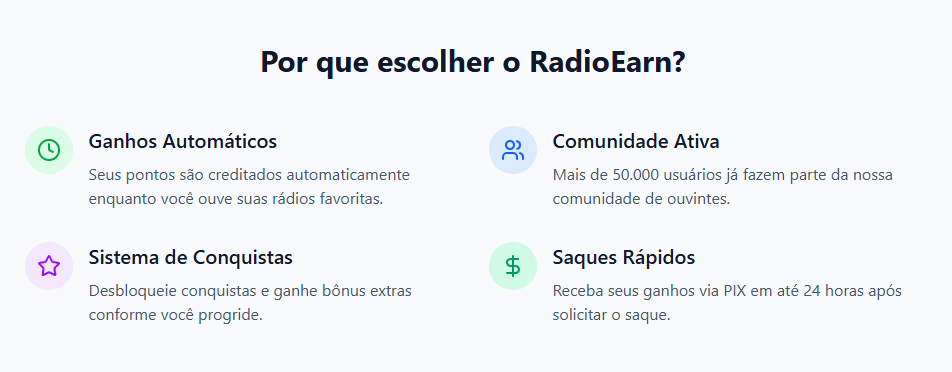 Por que escolher o RadioEarn?
Ganhos Automáticos
Seus pontos são creditados automaticamente
enquanto você ouve suas rádios favoritas.
Comunidade Ativa
Mais de 50.000 usuários já fazem parte da nossa
comunidade de ouvintes.
Sistema de Conquistas
Desbloqueie conquistas e ganhe bônus extras
conforme você progride.
Saques Rápidos
Receba seus ganhos via PIX em até 24 horas após
solicitar o saque.